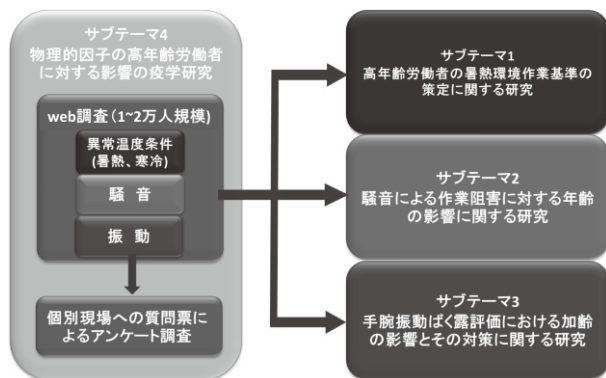 サブテーマ4
物理的因子の高年齢労働者
に対する影響の疫学研究
web調査(1~2万人規模)
異常温度条件
(暑熱、寒冷)
騒 音
振 動
個別現場への質問票に
よるアンケート調査
サブテーマ1
高年齢労働者の暑熱環境作業基準の
策定に関する研究
サブテーマ2
騒音による作業阻害に対する年齢
の影響に関する研究
サブテーマ3
手腕振動ばく露評価における加齢
の影響とその対策に関する研究